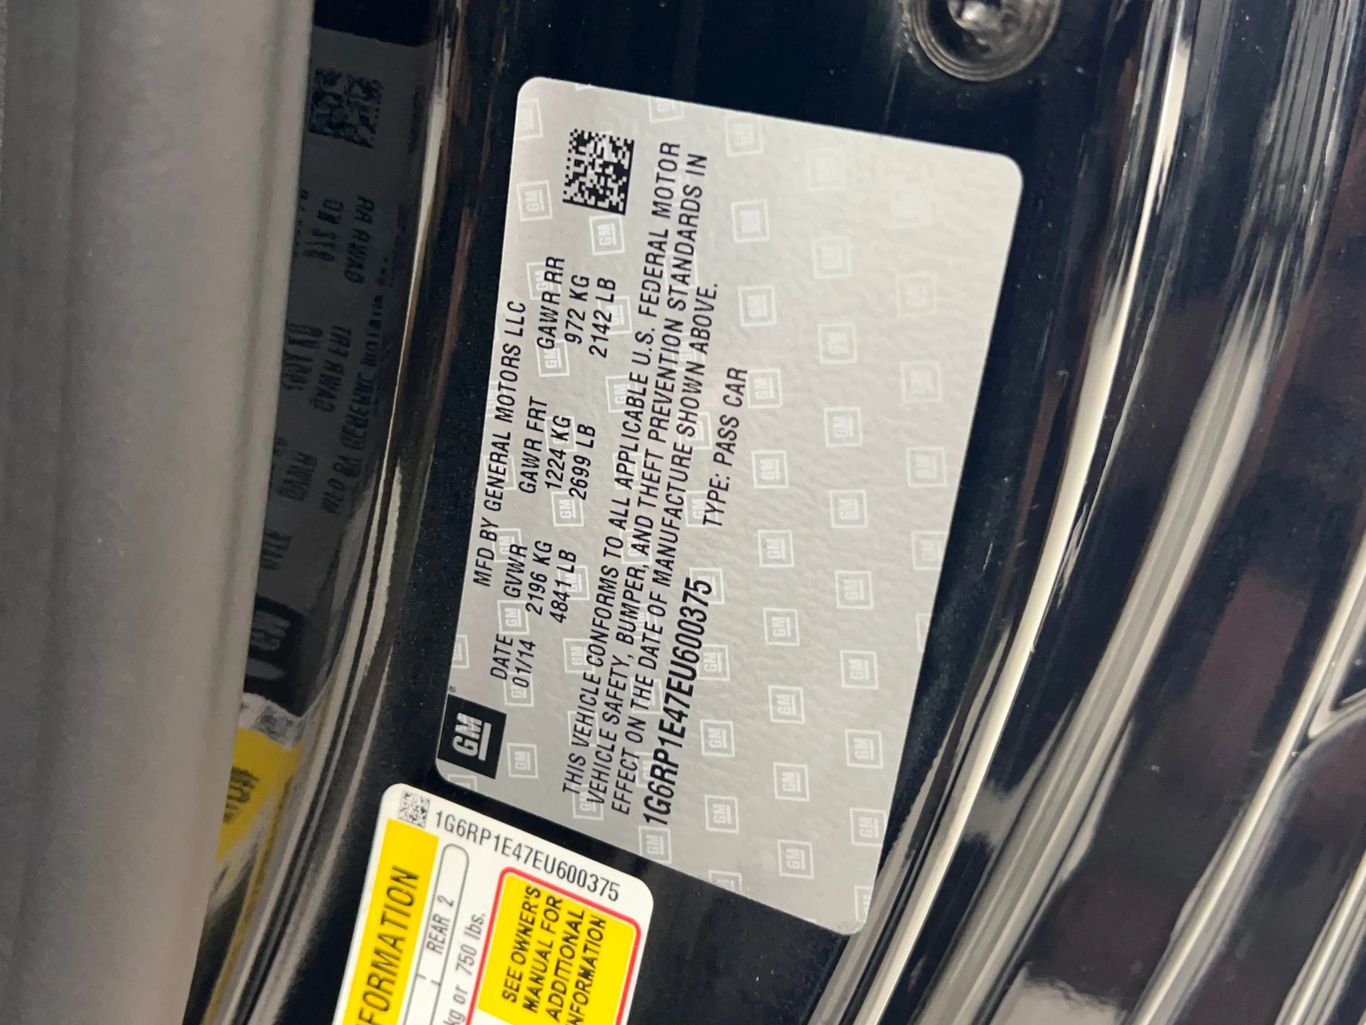 GM
MFD BY GENERAL MOTORS LLC
DATE GVWR GAWR FRT GAWR RR
01/14 2196 KG 1224 KG 972 KG
4841 LB 2699 LB 2142 LB
THIS VEHICLE CONFORMS TO ALL APPLICABLE U.S. FEDERAL MOTOR
VEHICLE SAFETY, BUMPER, AND THEFT PREVENTION STANDARDS IN
EFFECT ON THE DATE OF MANUFACTURE SHOWN ABOVE.
1G6RP1E47EU600375 TYPE: PASS CAR
1G6RP1E47EU600375
FORMATION
REAR 2
kg or 750 lbs.
SEE OWNER'S
MANUAL FOR
ADDITIONAL
INFORMATION